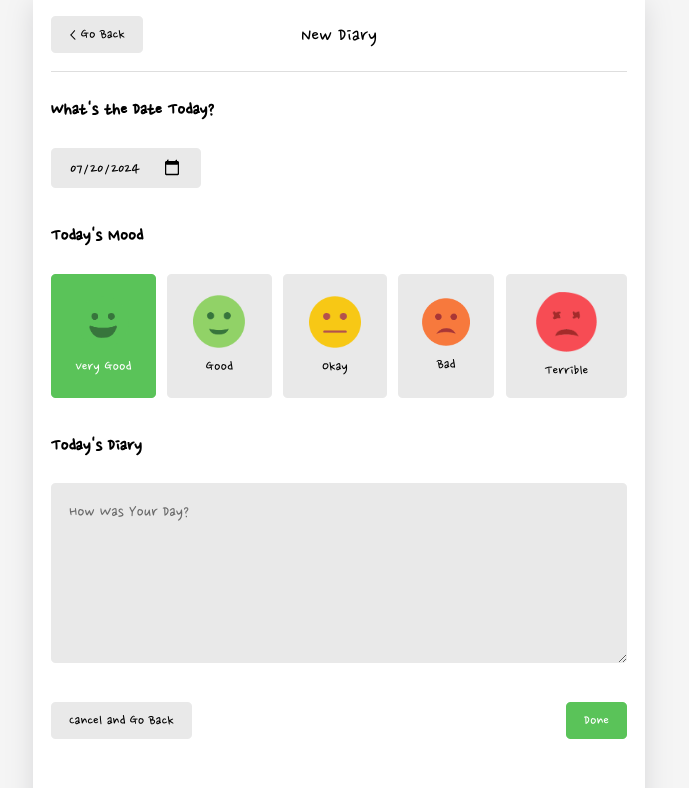 < Go Back
New Diary
What's the Date Today?
07/20/2024
Today's Mood
Very Good
Good
Okay
Bad
Terrible
Today's Diary
How Was Your Day?
Cancel and Go Back
Done